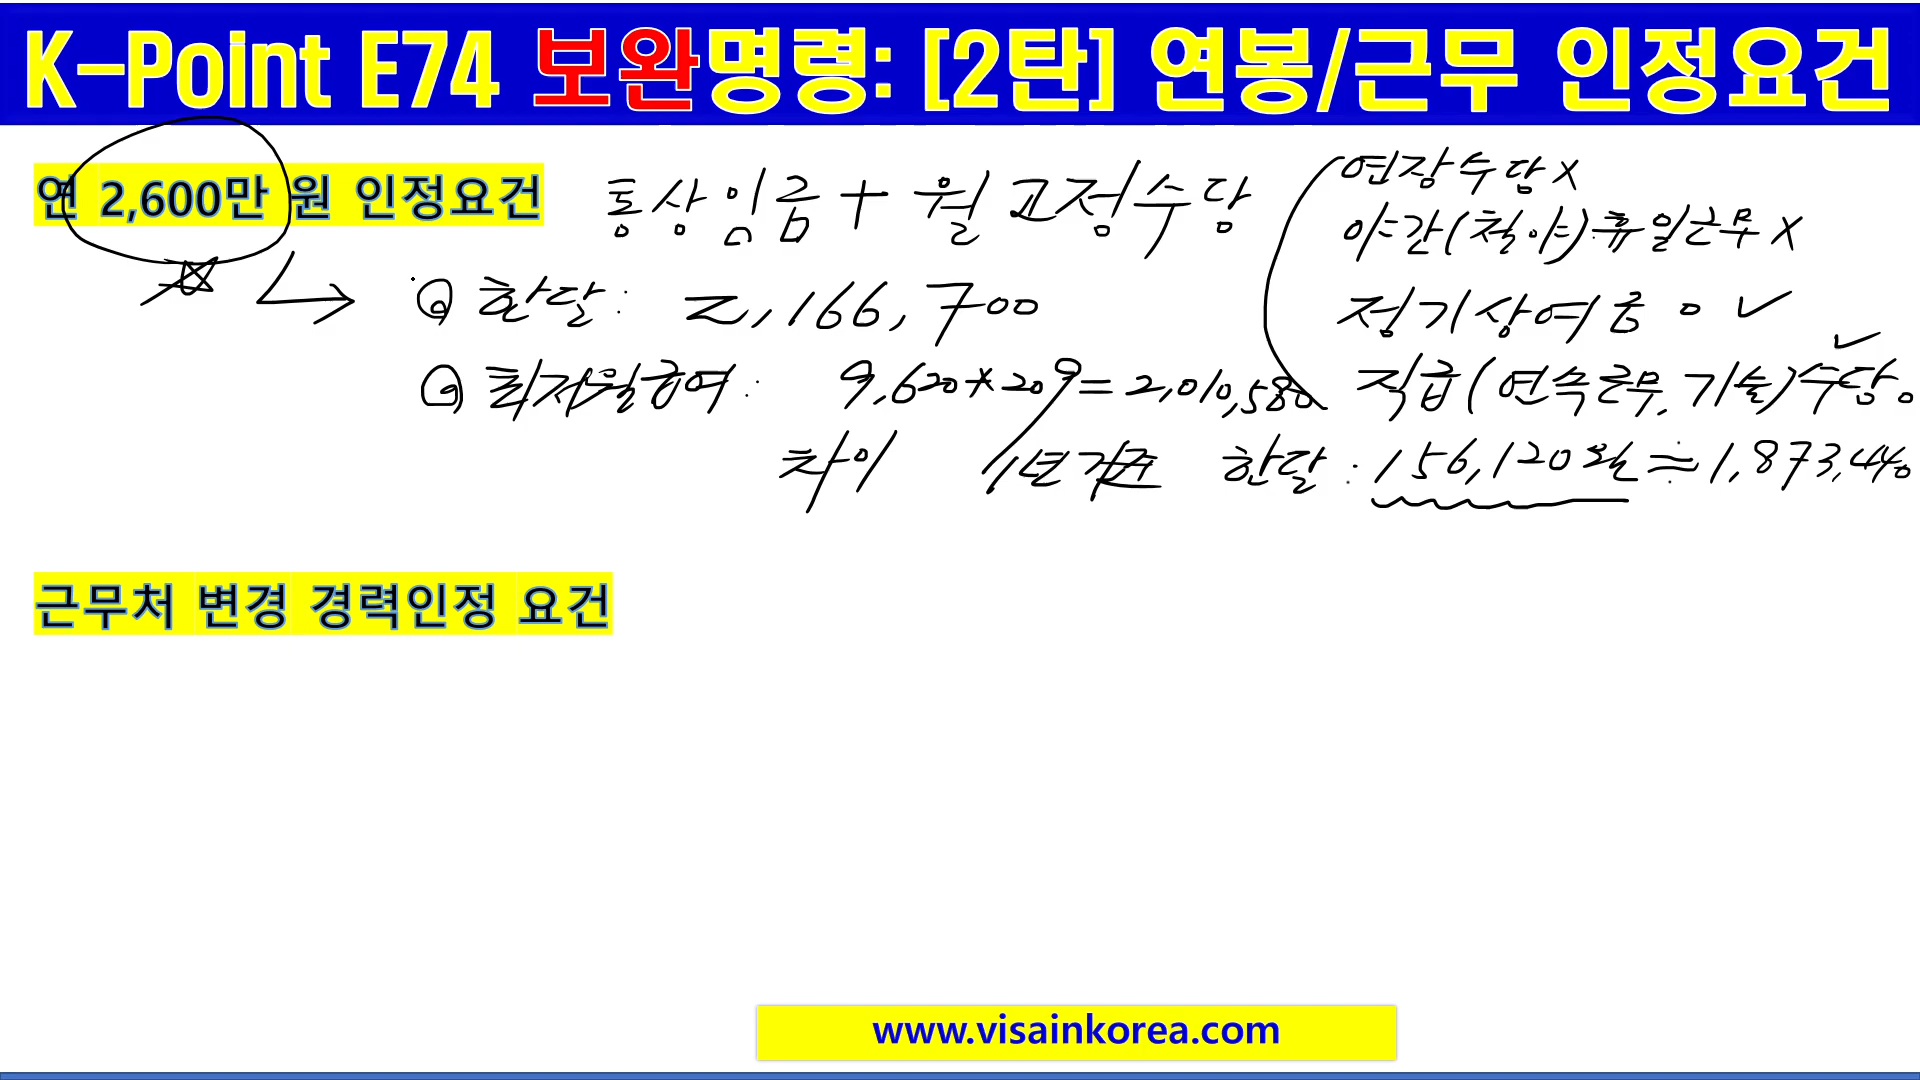 K-Point E74 보완명령: [2탄] 연봉/근무 인정요건
연 2,600만 원 인정요건
통상임금 + 월 고정수당
연장수당 X
야간(철야).휴일근무 X
정기상여금 o ✓
직급(연속근무, 기술)수당 o ✓
한달: 2,166,700
최저월급여: 9,620*209=2,010,580
차이 1년기준 한달: 156,120원 ≒ 1,873,440
근무처 변경 경력인정 요건
www.visainkorea.com